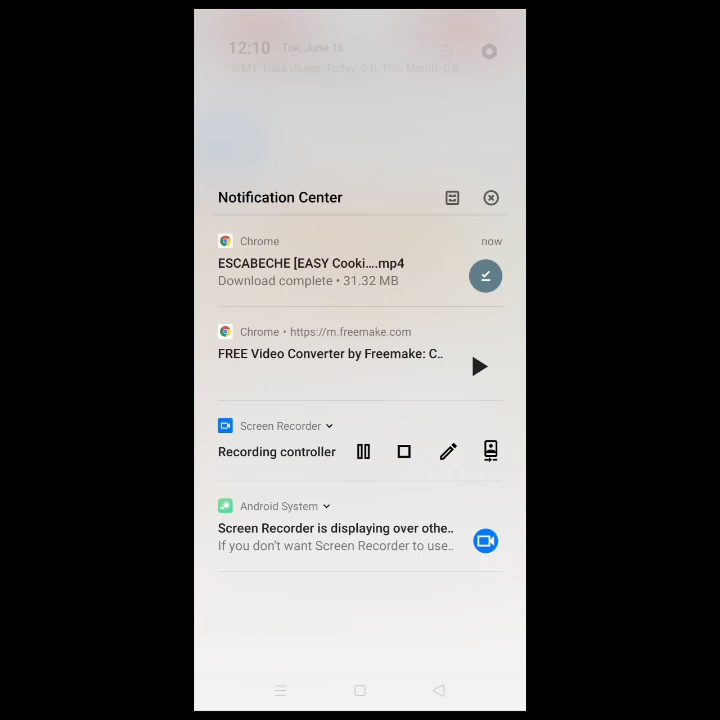 12:10 Tue, June 16
"SIM1" Data Usage: Today: 0 B, This Month: 0 B
Notification Center
Chrome now
ESCABECHE [EASY Cooki....mp4
Download complete • 31.32 MB
Chrome • https://m.freemake.com
FREE Video Converter by Freemake: C..
Screen Recorder
Recording controller
Android System
Screen Recorder is displaying over othe..
If you don't want Screen Recorder to use..